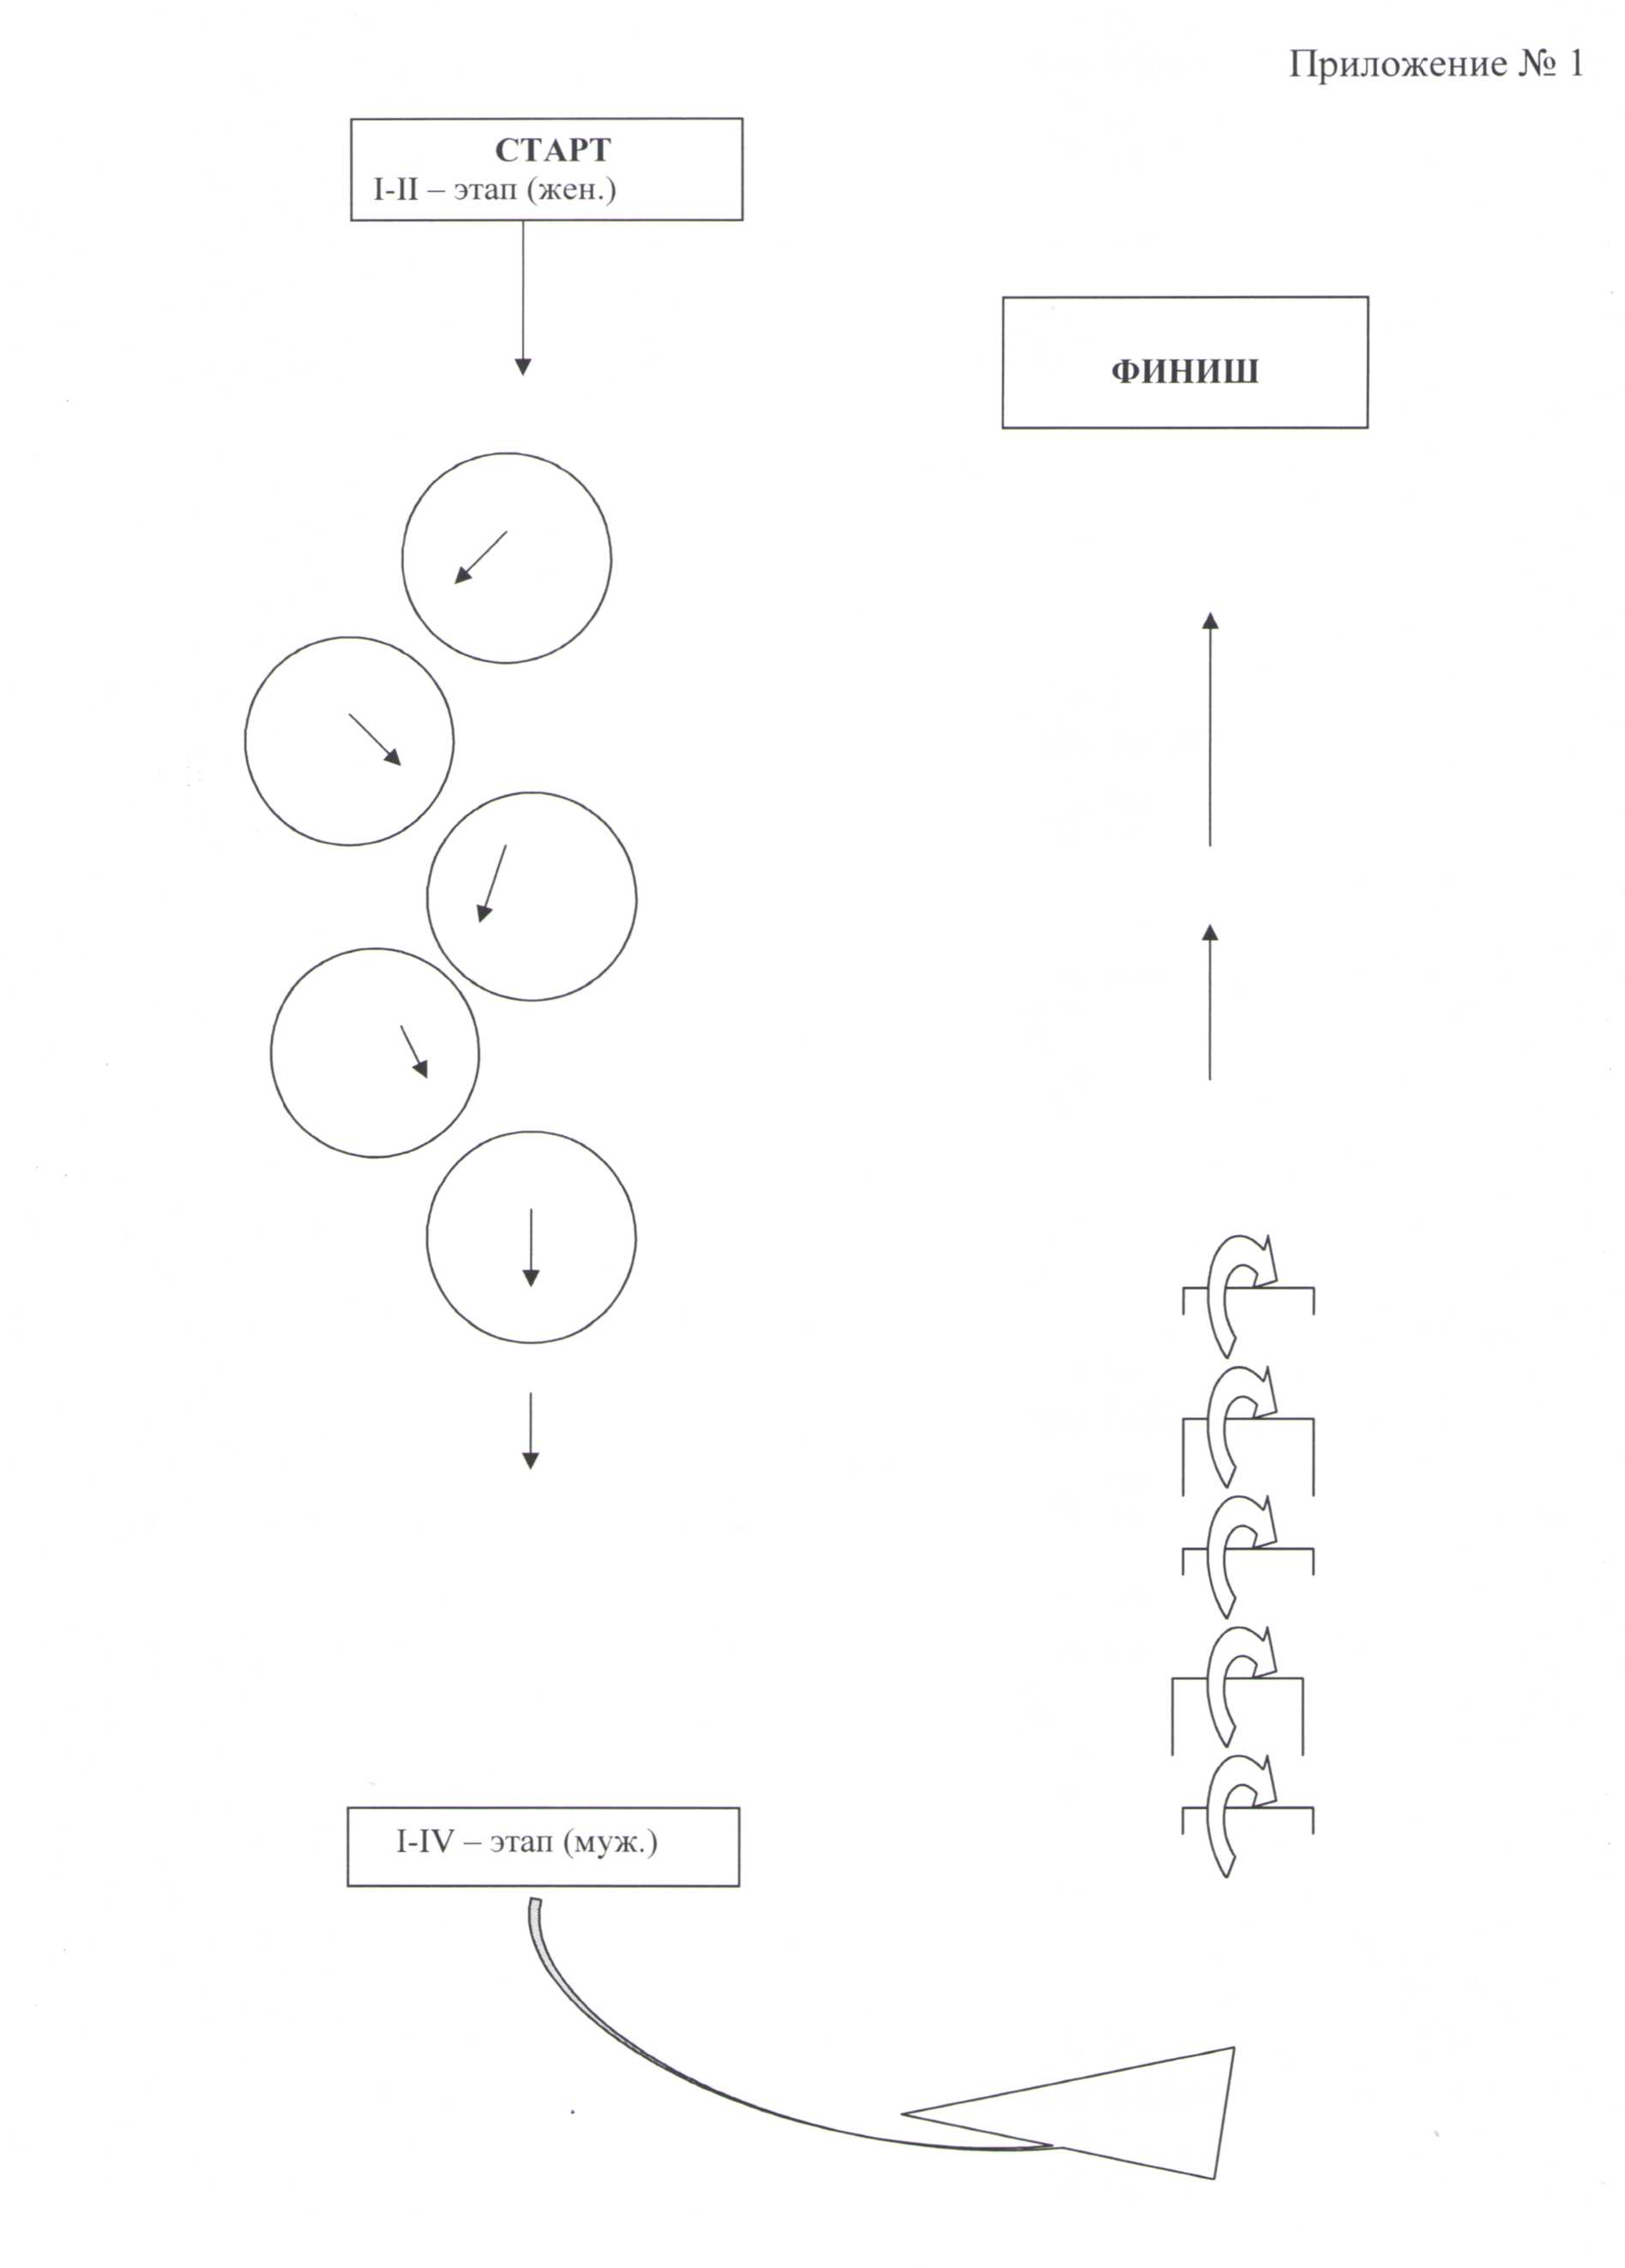 Приложение № 1
СТАРТ
I-II – этап (жен.)
ФИНИШ
I-IV – этап (муж.)